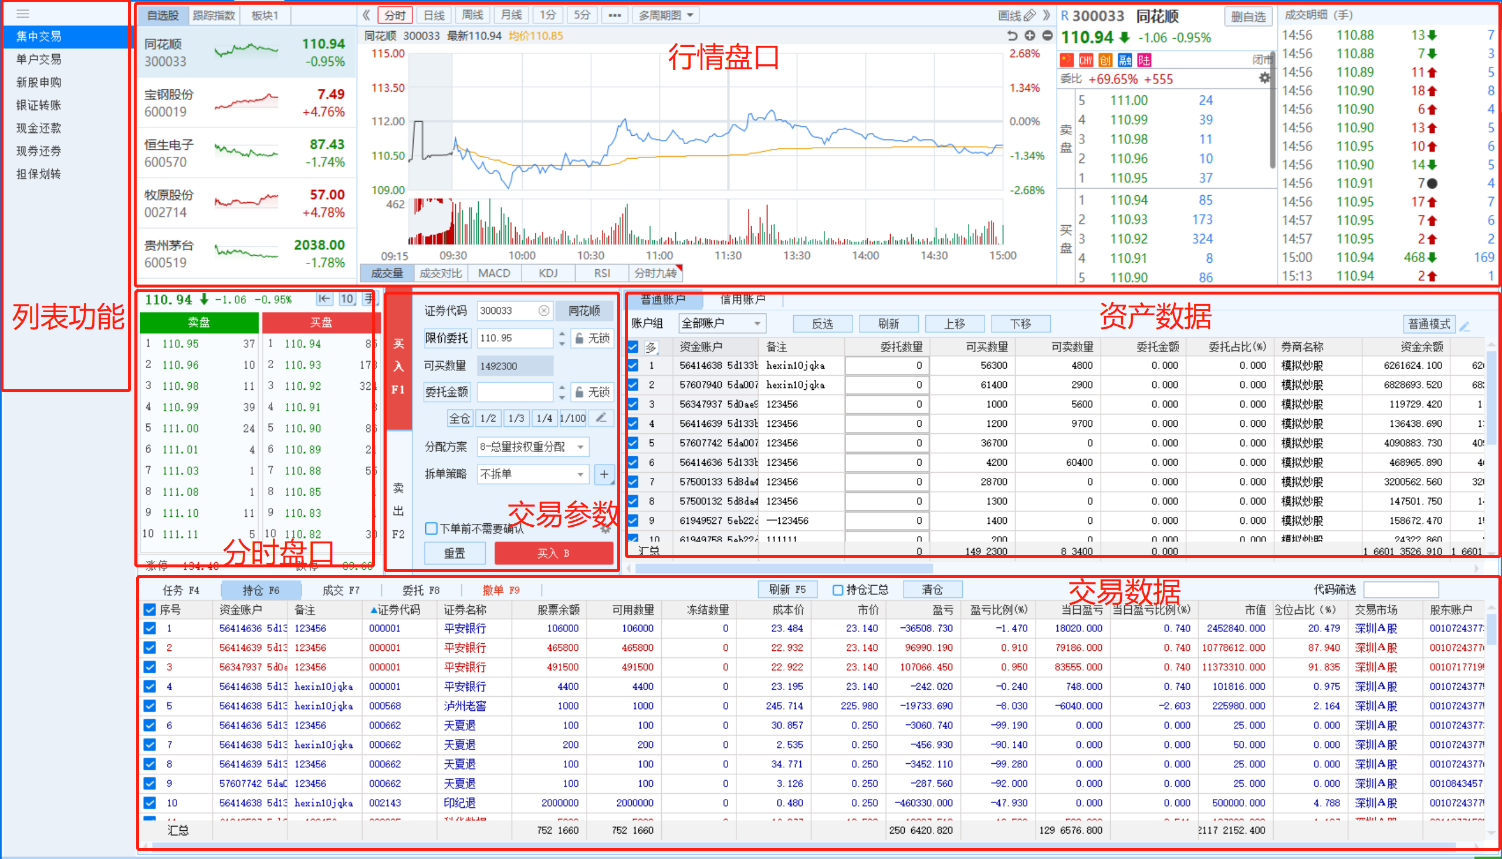 集中交易
单户交易
新股申购
银证转账
现金还款
现券还券
担保划转
列表功能
自选股 跟踪指数 板块1
同花顺 110.94
300033 -0.95%
宝钢股份 7.49
600019 +4.76%
恒生电子 87.43
600570 -1.74%
牧原股份 57.00
002714 +4.78%
贵州茅台 2038.00
600519 -1.78%
分时 日线 周线 月线 1分 5分 ••• 多周期图 画线
同花顺 300033 最新110.94 均价110.85
行情盘口
115.00 2.68%
113.50 1.34%
112.00 0.00%
110.50 -1.34%
109.00 -2.68%
462
09:15 09:30 10:00 10:30 11:00 11:30 13:30 14:00 14:30 15:00
成交量 成交对比 MACD KDJ RSI 分时九转
R 300033 同花顺 删自选
110.94 -1.06 -0.95%
CHY 创 融 陆 闭市
委比 +69.65% +555
卖盘
5 111.00 24
4 110.99 39
3 110.98 11
2 110.96 10
1 110.95 37
买盘
1 110.94 85
2 110.93 173
3 110.92 324
4 110.91 8
5 110.90 86
成交明细 (手)
14:56 110.88 13 7
14:56 110.88 7 3
14:56 110.89 11 5
14:56 110.90 18 8
14:56 110.90 6 4
14:56 110.90 13 5
14:56 110.95 10 6
14:56 110.90 14 5
14:56 110.91 7 4
14:56 110.95 17 7
14:57 110.95 7 6
14:57 110.95 2 2
15:00 110.94 468 169
15:13 110.94 2 1
110.94 -1.06 -0.95% 10 手
卖盘 买盘
1 110.95 37 1 110.94 85
2 110.96 10 2 110.93 173
3 110.98 11 3 110.92 324
4 110.99 39 4 110.91 8
5 111.00 24 5 110.90 86
6 111.01 4 6 110.89
7 111.03 1 7 110.88
8 111.08 1 8 110.85
9 111.10 11 9 110.83
10 111.11 5 10 110.82
分时盘口
买入 F1
卖出 F2
证券代码 300033 同花顺
限价委托 110.95 无锁
可买数量 1492300
委托金额 无锁
全仓 1/2 1/3 1/4 1/100
分配方案 8-总量按权重分配
拆单策略 不拆单 +
交易参数
下单前不需要确认
重置 买入 B
普通账户 信用账户
资产数据
账户组 全部账户 反选 刷新 上移 下移 普通模式
多 资金账户 备注 委托数量 可买数量 可卖数量 委托金额 委托占比(%) 券商名称 资金余额
1 56414638 5d133b hexin10jqka 0 56300 4800 0.000 0.000 模拟炒股 6261624.100
2 57607940 5da007 hexin10jqka 0 61400 2900 0.000 0.000 模拟炒股 6828693.520
3 56347937 5d0ae9 123456 0 1000 5600 0.000 0.000 模拟炒股 119729.420
4 56414639 5d133b 123456 0 1200 9700 0.000 0.000 模拟炒股 136438.690
5 57607742 5da007 123456 0 36700 0 0.000 0.000 模拟炒股 4090883.730
6 56414636 5d133b 123456 0 4200 60400 0.000 0.000 模拟炒股 468965.890
7 57500133 5d8da4 123456 0 28700 0 0.000 0.000 模拟炒股 3200562.560
8 57500132 5d8da4 123456 0 1300 0 0.000 0.000 模拟炒股 147501.750
9 61949527 5eb22d —123456 0 1400 0 0.000 0.000 模拟炒股 158672.470
10 61949758 5eb22d 111111 0 200 0 0.000 0.000 模拟炒股 24322.860
汇总 0 149 2300 8 3400 0.000 1 6601 3526.910
任务 F4 持仓 F6 成交 F7 委托 F8 撤单 F9 刷新 F5 持仓汇总 清仓 代码筛选
交易数据
序号 资金账户 备注 ▲证券代码 证券名称 股票余额 可用数量 冻结数量 成本价 市价 盈亏 盈亏比例(%) 当日盈亏 当日盈亏比例(%) 市值 仓位占比 (%) 交易市场 股东账户
1 56414636 5d13 123456 000001 平安银行 106000 106000 0 23.484 23.140 -36508.730 -1.470 18020.000 0.740 2452840.000 20.479 深圳A股
2 56414639 5d13 123456 000001 平安银行 465800 465800 0 22.932 23.140 96990.190 0.910 79186.000 0.740 10778612.000 87.940 深圳A股
3 56347937 5d0a 123456 000001 平安银行 491500 491500 0 22.922 23.140 107066.450 0.950 83555.000 0.740 11373310.000 91.835 深圳A股
4 56414638 5d13 hexin10jqka 000001 平安银行 4400 4400 0 23.195 23.140 -242.020 -0.240 748.000 0.740 101816.000 0.975 深圳A股
5 56414638 5d13 hexin10jqka 000568 泸州老窖 1000 1000 0 245.714 225.980 -19733.690 -8.030 -6040.000 -2.603 225980.000 2.164 深圳A股
6 56414636 5d13 123456 000662 天夏退 100 100 0 30.857 0.250 -3060.740 -99.190 0.000 0.000 25.000 0.000 深圳A股
7 56414638 5d13 hexin10jqka 000662 天夏退 200 200 0 2.535 0.250 -456.930 -90.140 0.000 0.000 50.000 0.000 深圳A股
8 56414639 5d13 123456 000662 天夏退 100 100 0 34.771 0.250 -3452.110 -99.280 0.000 0.000 25.000 0.000 深圳A股
9 57607742 5da0 123456 000662 天夏退 100 100 0 3.126 0.250 -287.560 -92.000 0.000 0.000 25.000 0.000 深圳A股
10 56414638 5d13 hexin10jqka 002143 印纪退 2000000 2000000 0 0.480 0.250 -460330.000 -47.930 0.000 0.000 500000.000 4.788 深圳A股
汇总 752 1660 752 1660 250 6420.820 129 6576.800 2117 2152.400